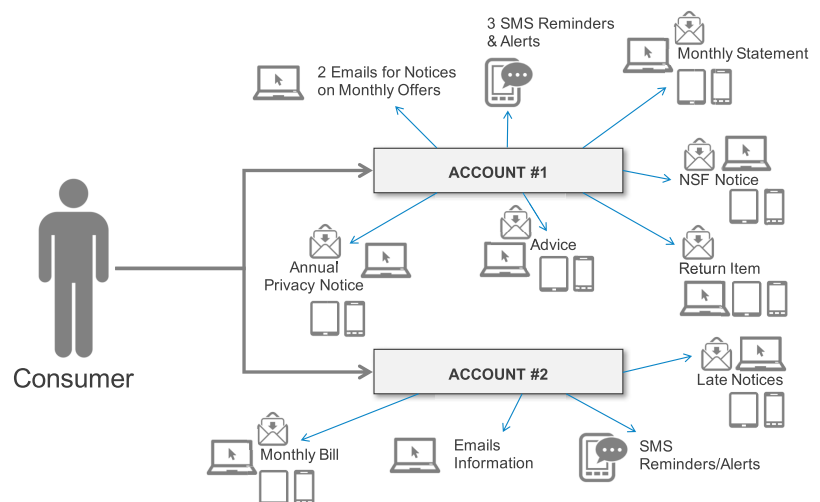 3 SMS Reminders
& Alerts
2 Emails for Notices
on Monthly Offers
Monthly Statement
ACCOUNT #1
NSF Notice
Annual
Privacy Notice
Advice
Return Item
Consumer
ACCOUNT #2
Late Notices
Monthly Bill
Emails
Information
SMS
Reminders/Alerts